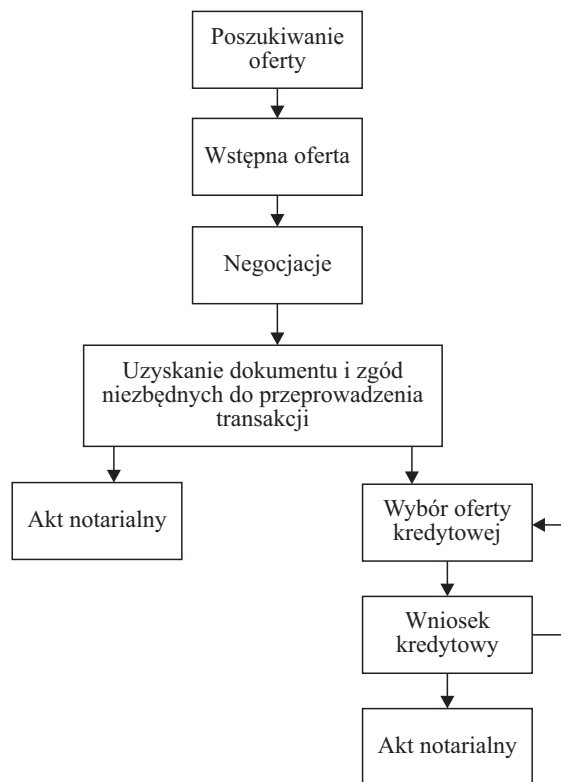 Poszukiwanie
oferty
Wstępna oferta
Negocjacje
Uzyskanie dokumentu i zgód
niezbędnych do przeprowadzenia
transakcji
Akt notarialny
Wybór oferty
kredytowej
Wniosek
kredytowy
Akt notarialny